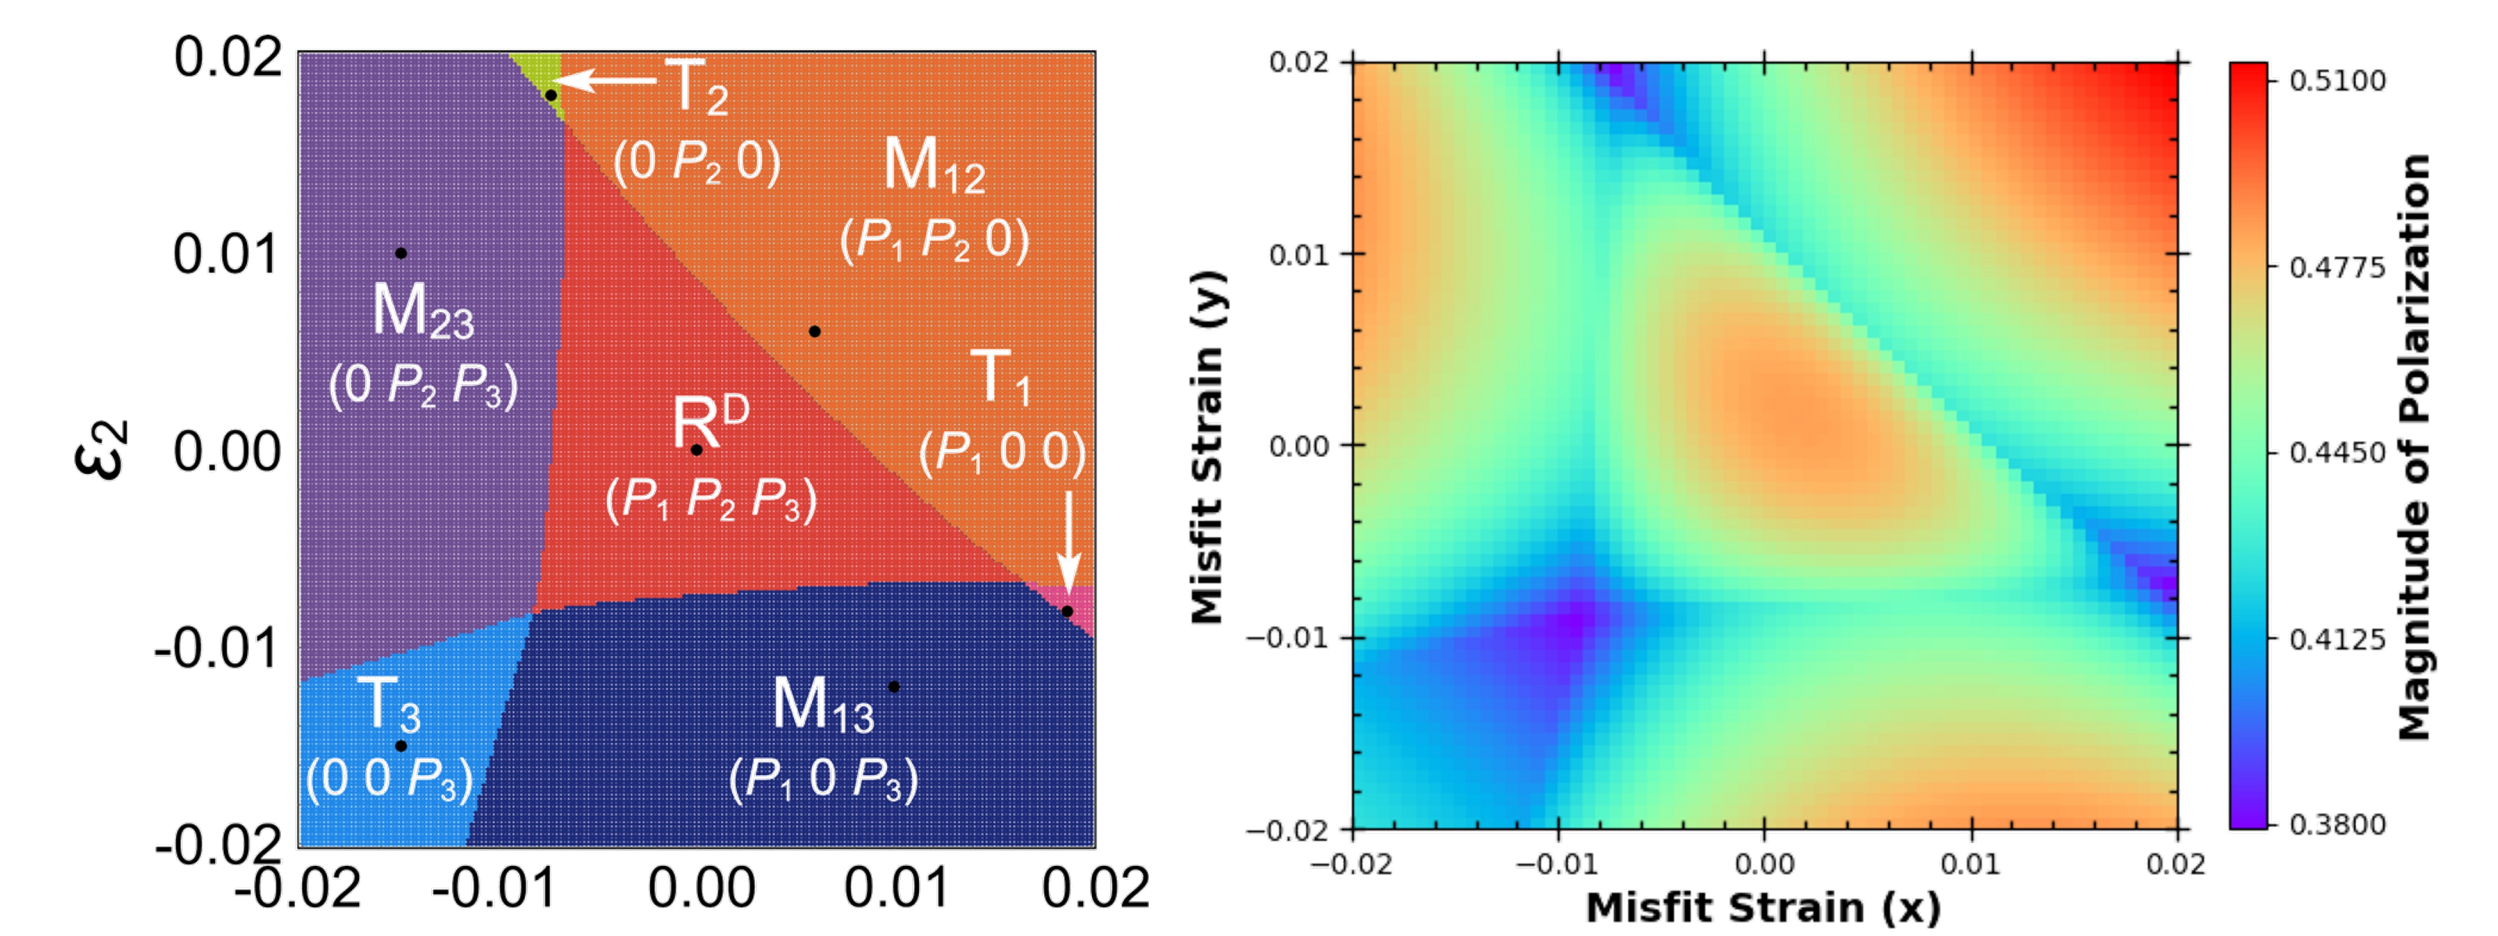 0.02
0.01
0.00
-0.01
-0.02
ε2
-0.02 -0.01 0.00 0.01 0.02
T2
(0 P2 0)
M12
(P1 P2 0)
M23
(0 P2 P3)
T1
(P1 0 0)
RD
(P1 P2 P3)
T3
(0 0 P3)
M13
(P1 0 P3)
Misfit Strain (y)
0.02
0.01
0.00
−0.01
−0.02
−0.02 −0.01 0.00 0.01 0.02
Misfit Strain (x)
0.5100
0.4775
0.4450
0.4125
0.3800
Magnitude of Polarization